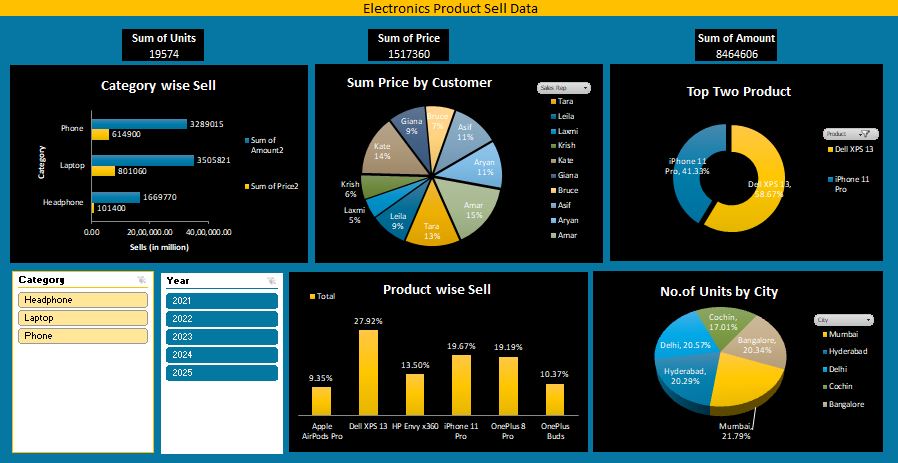 Electronics Product Sell Data
Sum of Units
19574
Sum of Price
1517360
Sum of Amount
8464606
Category wise Sell
Category
Phone
3289015
614900
Laptop
3505821
801060
Headphone
1669770
101400
0.00
20,00,000.00
40,00,000.00
Sells (in million)
Sum of
Amount2
Sum of Price2
Sum Price by Customer
Sales Rep
Bruce
7%
Asif
11%
Aryan
11%
Amar
15%
Tara
13%
Leila
9%
Laxmi
5%
Krish
6%
Kate
14%
Giana
9%
Tara
Leila
Laxmi
Krish
Kate
Giana
Bruce
Asif
Aryan
Amar
Top Two Product
Product
iPhone 11
Pro, 41.33%
Dell XPS 13,
58.67%
Dell XPS 13
iPhone 11
Pro
Category
Headphone
Laptop
Phone
Year
2021
2022
2023
2024
2025
Product wise Sell
Total
9.35%
27.92%
13.50%
19.67%
19.19%
10.37%
Apple
AirPods Pro
Dell XPS 13
HP Envy x360
iPhone 11
Pro
OnePlus 8
Pro
OnePlus
Buds
No.of Units by City
City
Cochin,
17.01%
Bangalore,
20.34%
Delhi, 20.57%
Hyderabad,
20.29%
Mumbai,
21.79%
Mumbai
Hyderabad
Delhi
Cochin
Bangalore